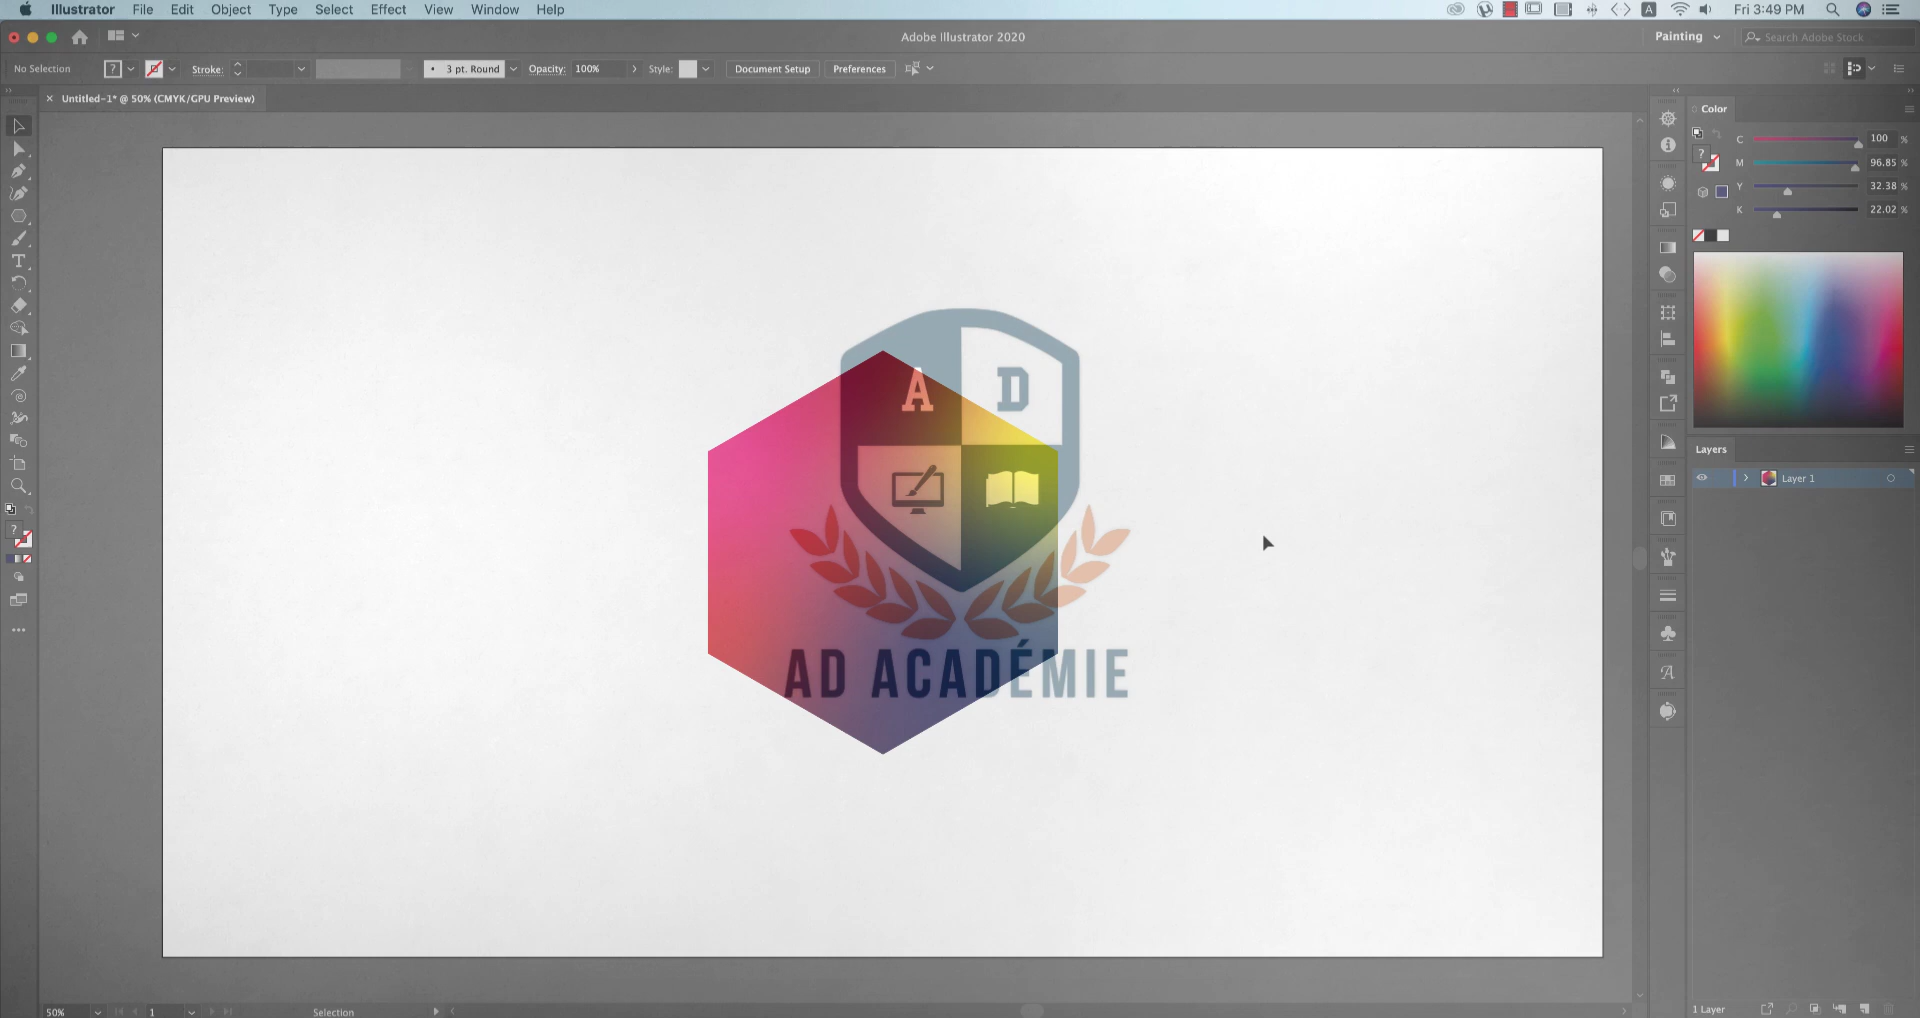 Illustrator File Edit Object Type Select Effect View Window Help
A
Fri 3:49 PM
Adobe Illustrator 2020
Painting
Search Adobe Stock
No Selection
?
Stroke:
3 pt. Round
Opacity: 100%
Style:
Document Setup
Preferences
× Untitled-1* @ 50% (CMYK/GPU Preview)
Color
C 100 %
M 96.85 %
Y 32.38 %
K 22.02 %
?
A D
AD ACADÉMIE
Layers
Layer 1
?
50%
1
Selection
1 Layer